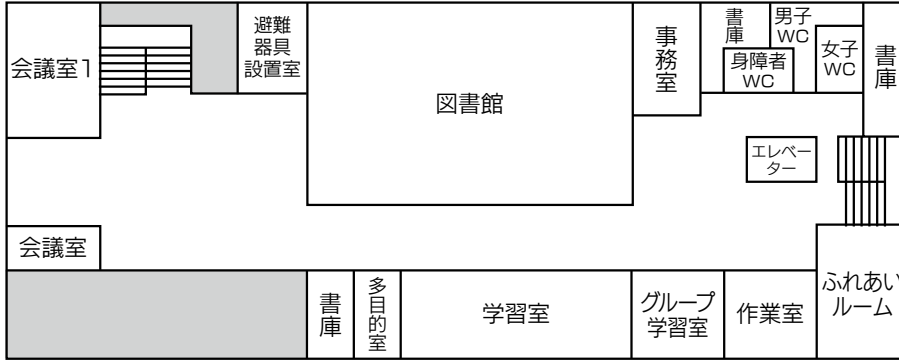 会議室1
避難
器具
設置室
図書館
事務室
書庫
男子
WC
身障者
WC
女子
WC
書庫
エレベー
ター
会議室
書庫
多目的室
学習室
グループ
学習室
作業室
ふれあい
ルーム